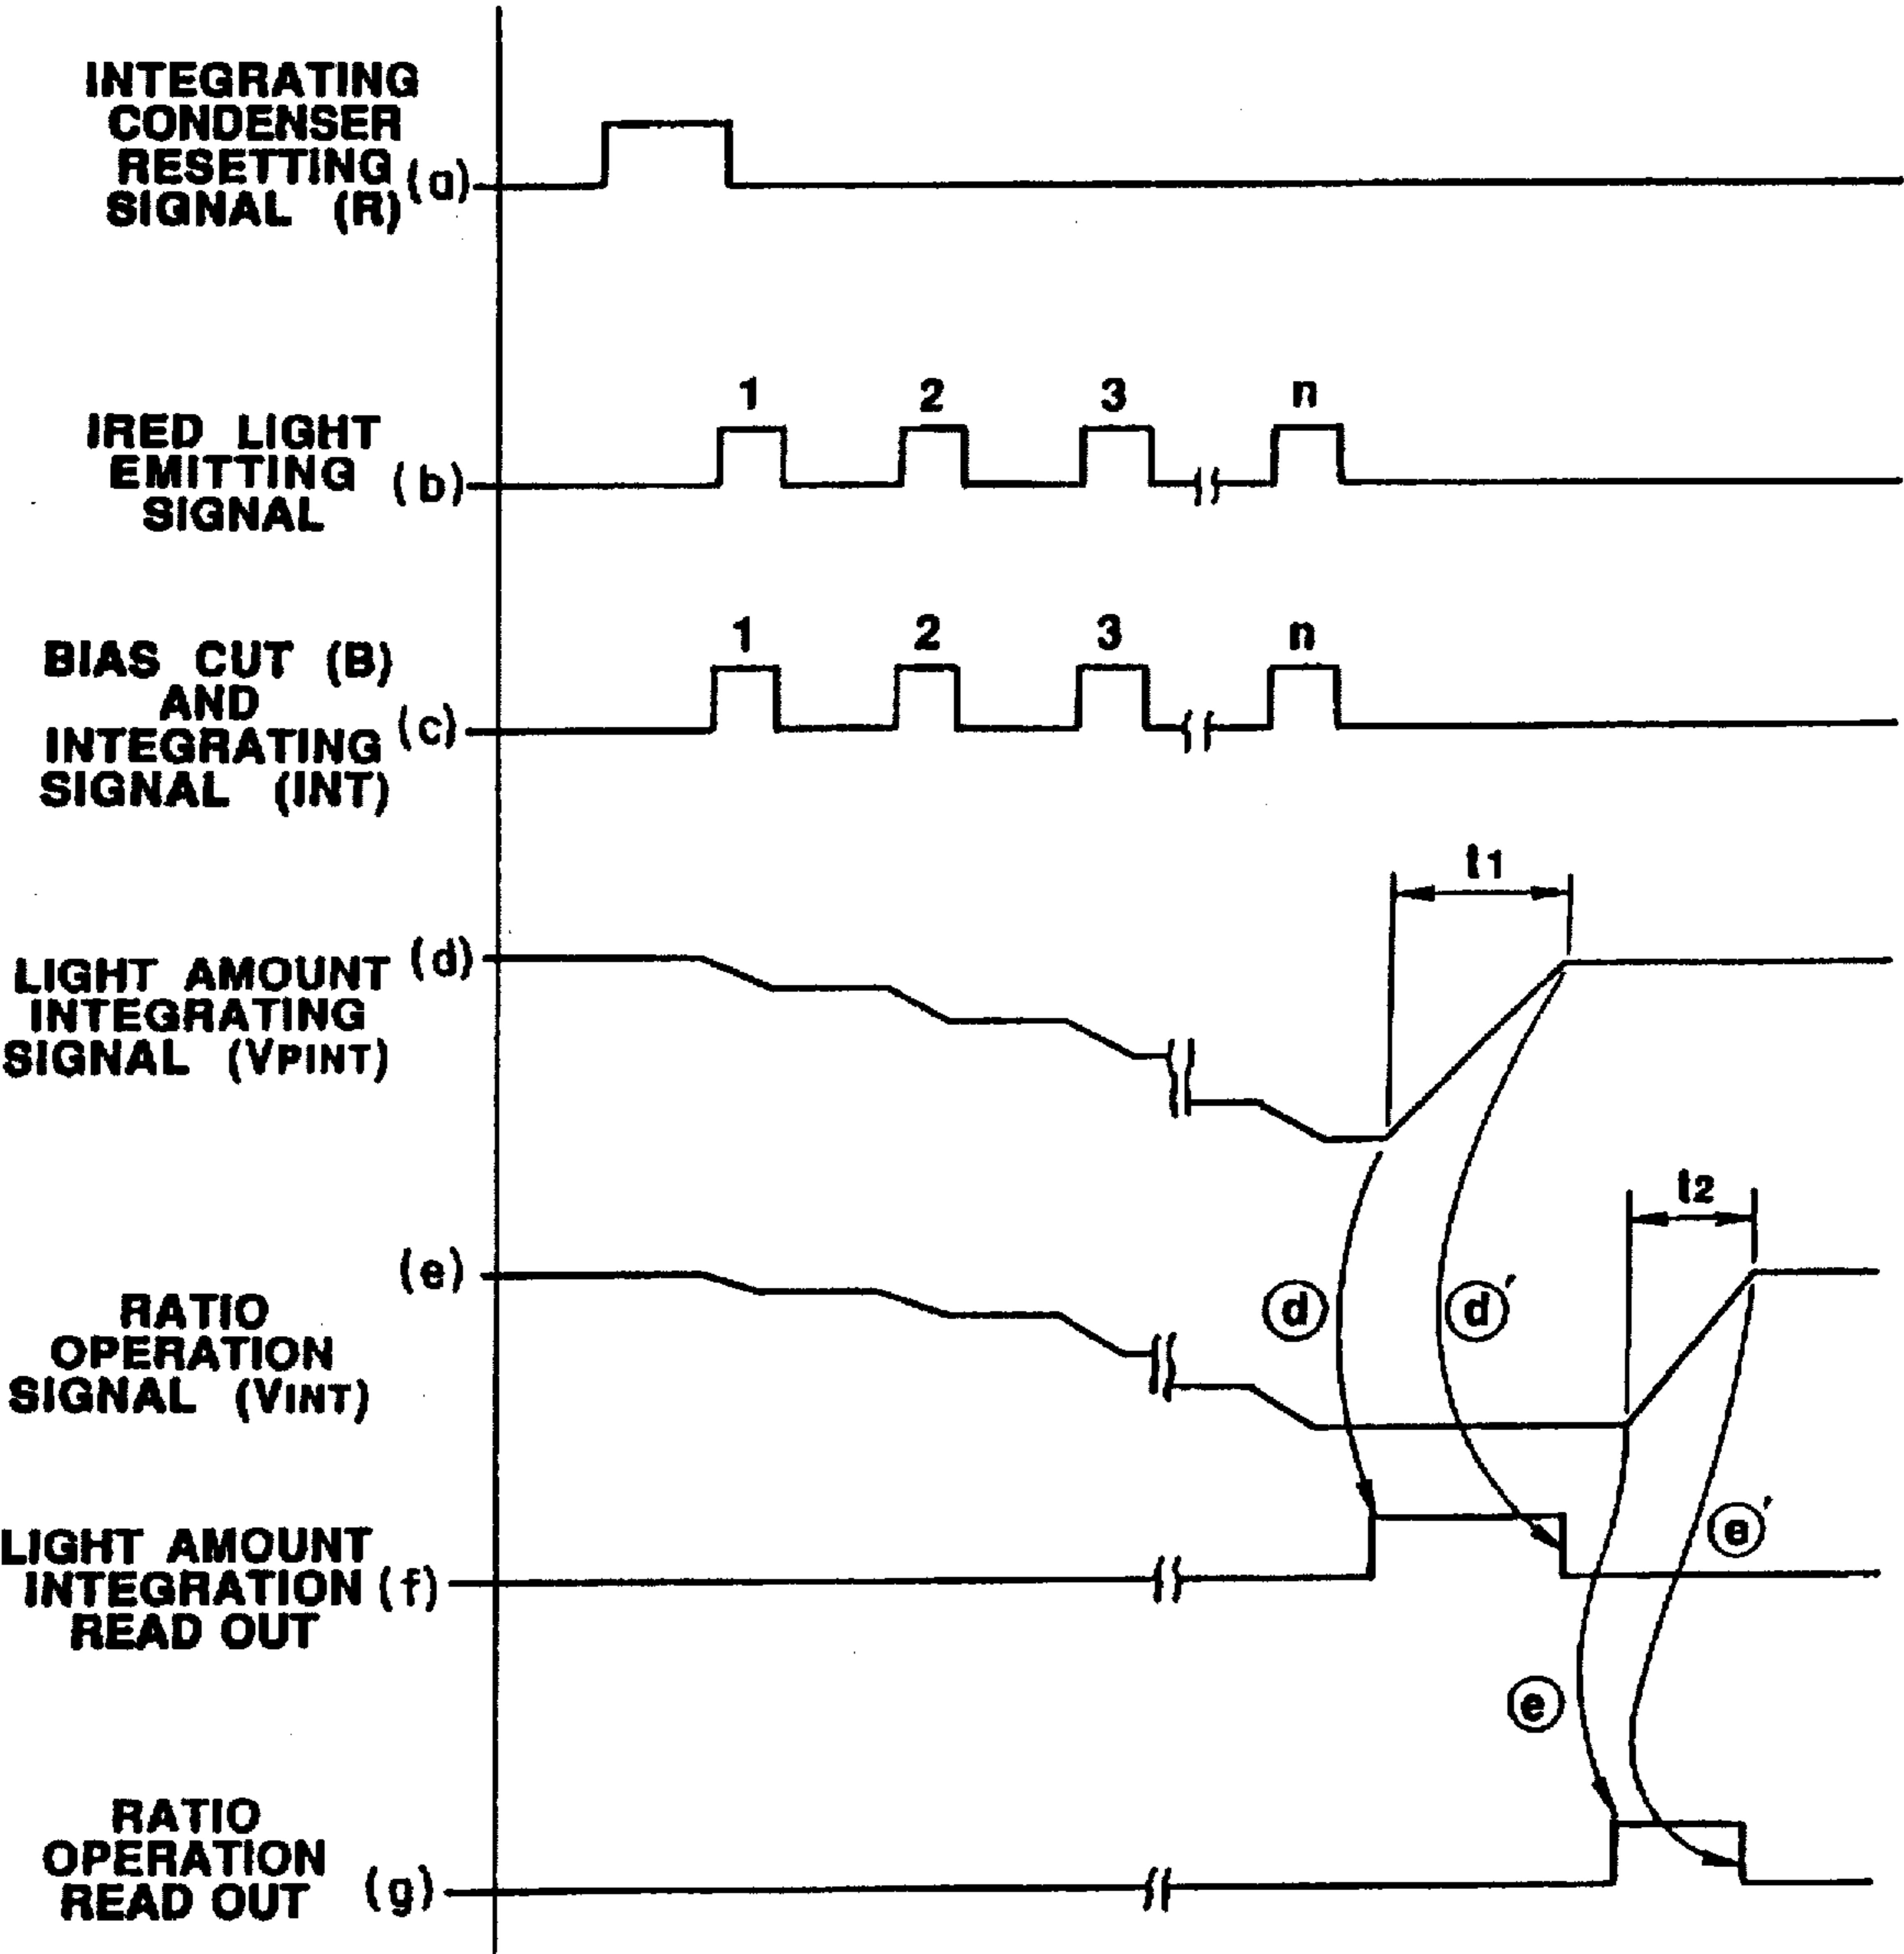 INTEGRATING
CONDENSER
RESETTING
SIGNAL (R)
(a)
1 2 3 n
IRED LIGHT
EMITTING
SIGNAL
(b)
1 2 3 n
BIAS CUT (B)
AND
INTEGRATING
SIGNAL (INT)
(c)
t1
(d)
LIGHT AMOUNT
INTEGRATING
SIGNAL (VPINT)
t2
(e)
d d'
RATIO
OPERATION
SIGNAL (VINT)
e'
LIGHT AMOUNT
INTEGRATION
READ OUT
(f)
e
RATIO
OPERATION
READ OUT
(g)